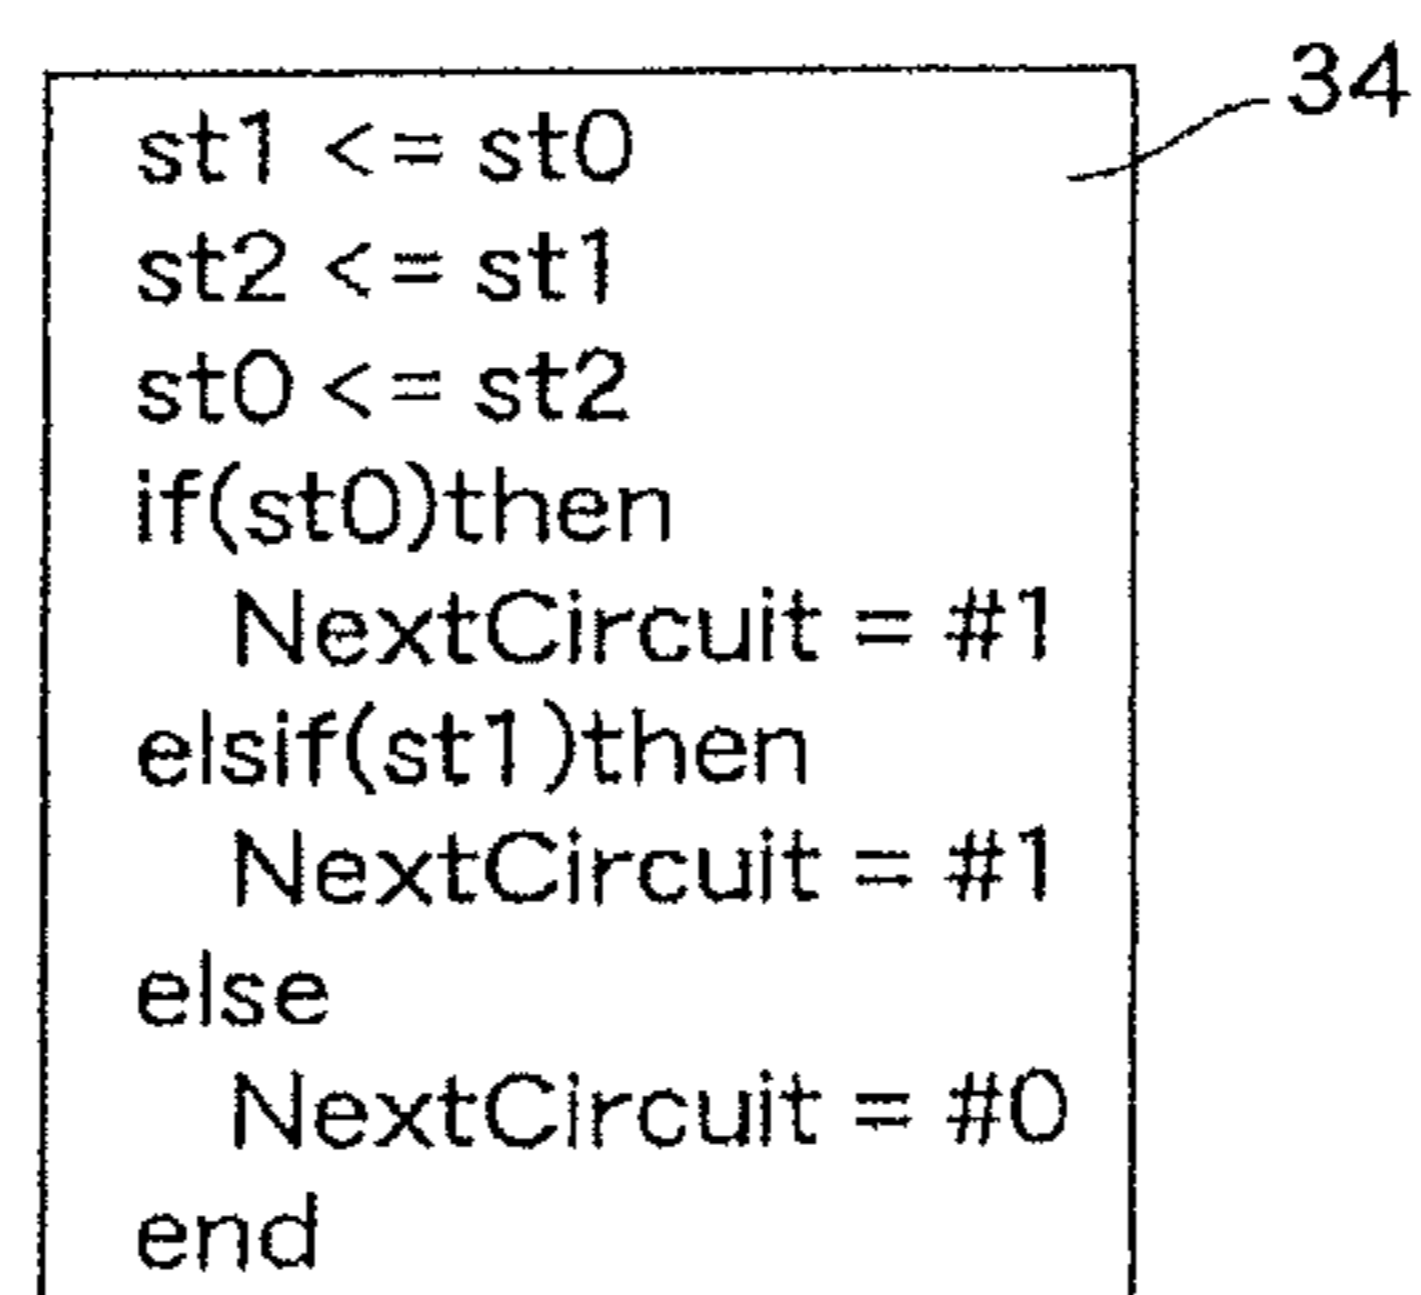 34
st1 <= st0
st2 <= st1
st0 <= st2
if(st0)then
NextCircuit = #1
elsif(st1)then
NextCircuit = #1
else
NextCircuit = #0
end